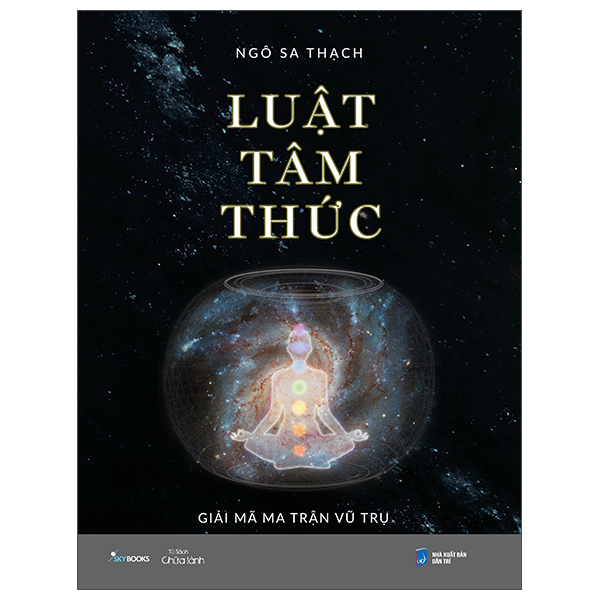 NGÔ SA THẠCH
LUẬT
TÂM
THỨC
GIẢI MÃ MA TRẬN VŨ TRỤ
SKYBOOKS
Tủ Sách
Chữa lành
NHÀ XUẤT BẢN
DÂN TRÍ